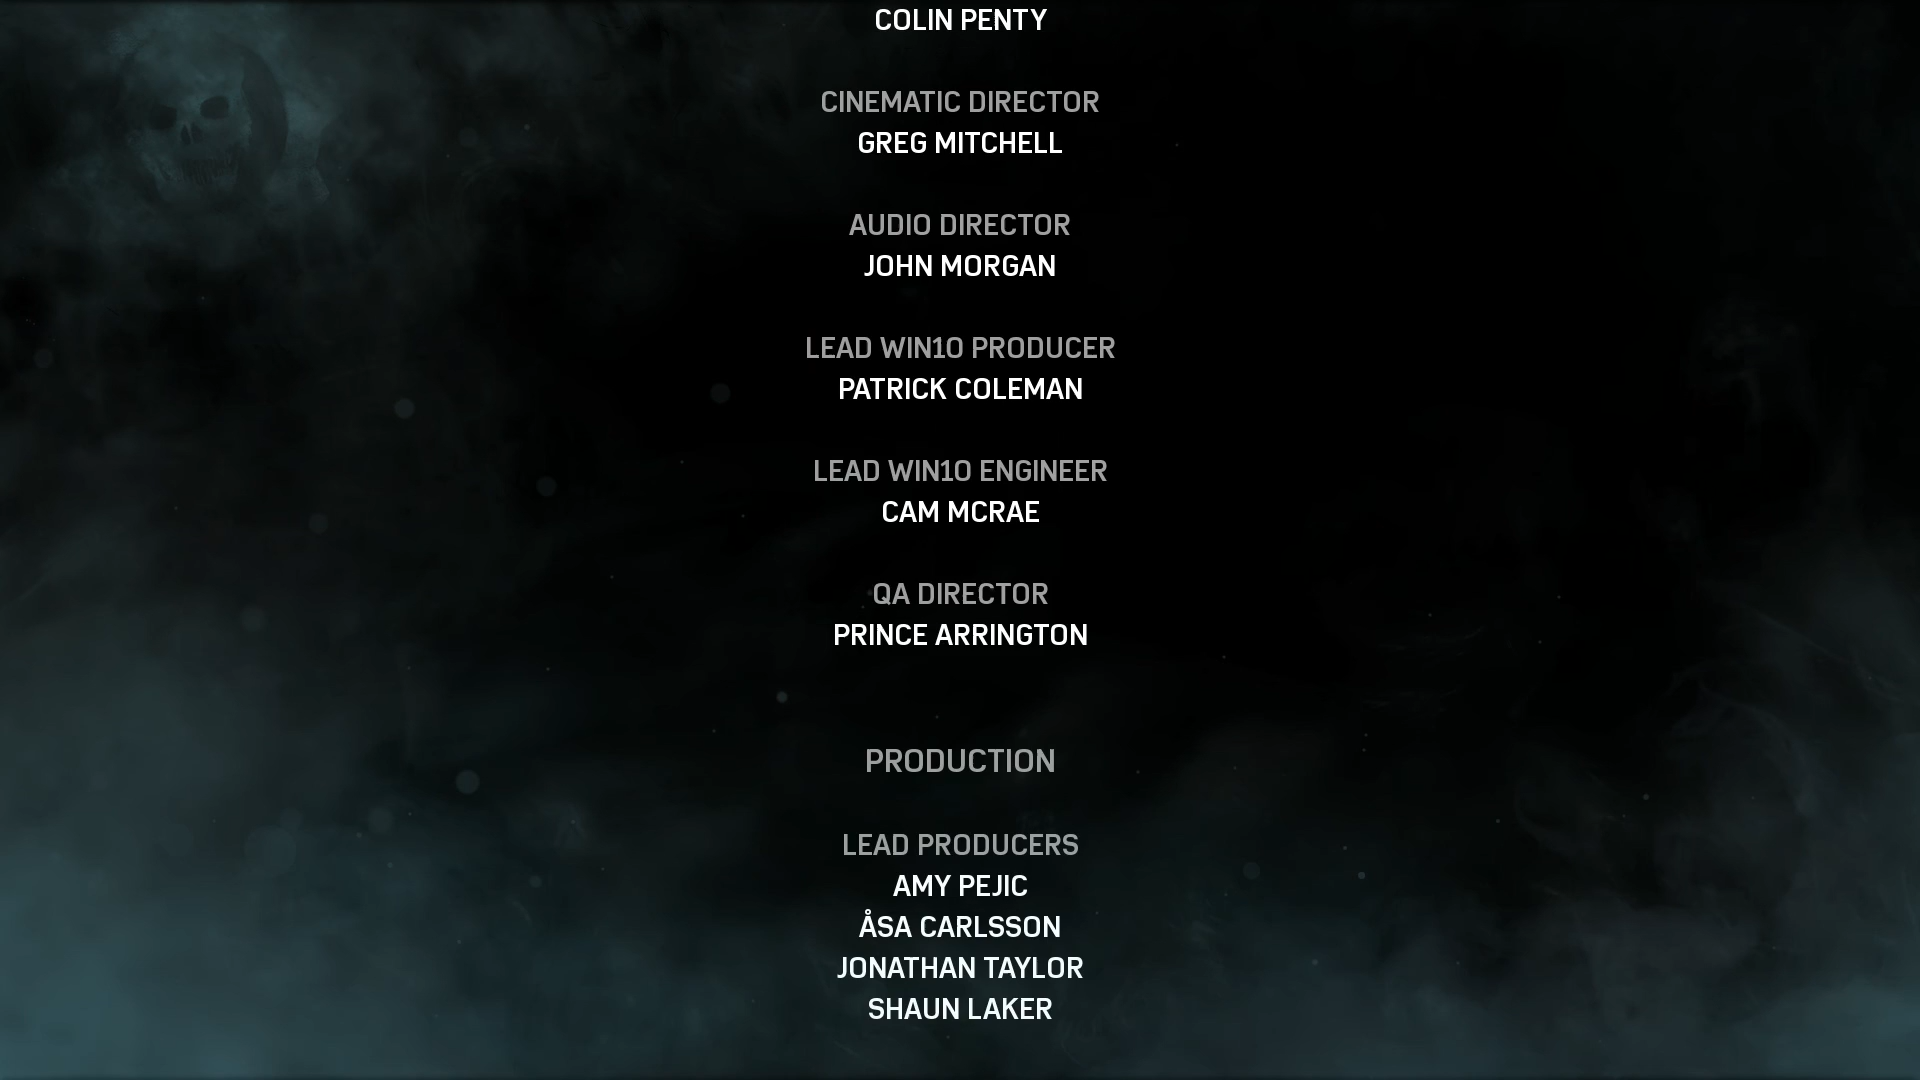 COLIN PENTY
CINEMATIC DIRECTOR
GREG MITCHELL
AUDIO DIRECTOR
JOHN MORGAN
LEAD WIN10 PRODUCER
PATRICK COLEMAN
LEAD WIN10 ENGINEER
CAM MCRAE
QA DIRECTOR
PRINCE ARRINGTON
PRODUCTION
LEAD PRODUCERS
AMY PEJIC
ÅSA CARLSSON
JONATHAN TAYLOR
SHAUN LAKER